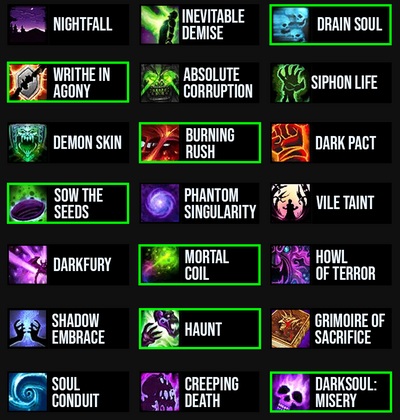 NIGHTFALL
INEVITABLE
DEMISE
DRAIN SOUL
WRITHE IN
AGONY
ABSOLUTE
CORRUPTION
SIPHON LIFE
DEMON SKIN
BURNING
RUSH
DARK PACT
SOW THE
SEEDS
PHANTOM
SINGULARITY
VILE TAINT
DARKFURY
MORTAL
COIL
HOWL
OF TERROR
SHADOW
EMBRACE
HAUNT
GRIMOIRE OF
SACRIFICE
SOUL
CONDUIT
CREEPING
DEATH
DARKSOUL:
MISERY